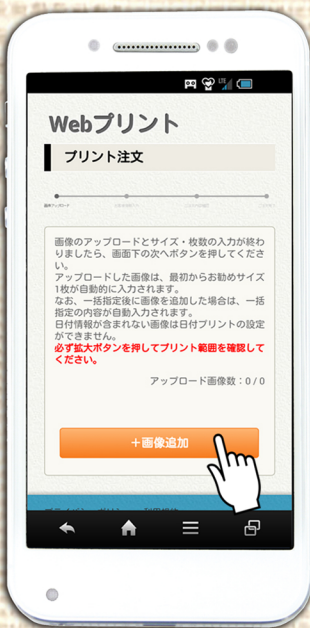 LTE
Webプリント
プリント注文
画像アップロード
画像のアップロードとサイズ・枚数の入力が終わ
りましたら、画面下の次へボタンを押してくださ
い。
アップロードした画像は、最初からお勧めサイズ
1枚が自動的に入力されます。
なお、一括指定後に画像を追加した場合は、一括
指定の内容が自動入力されます。
日付情報が含まれない画像は日付プリントの設定
ができません。
必ず拡大ボタンを押してプリント範囲を確認して
ください。
アップロード画像数：0 / 0
＋画像追加